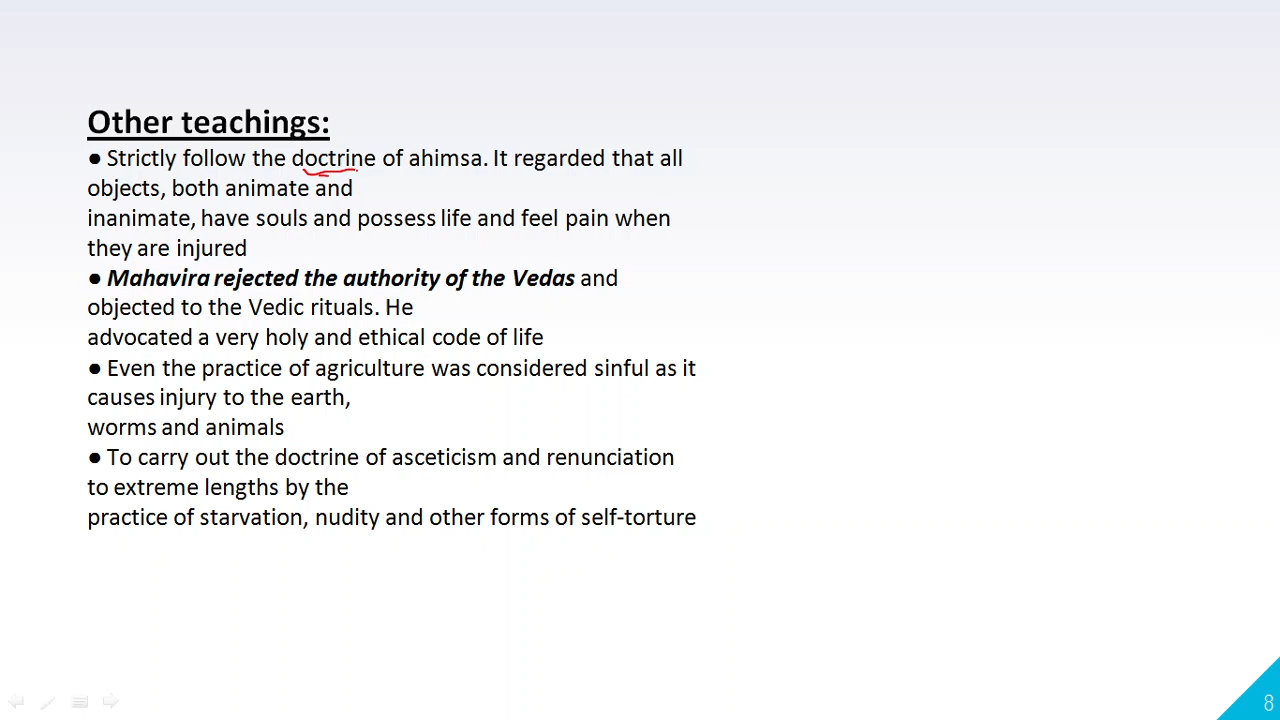 Other teachings:
● Strictly follow the doctrine of ahimsa. It regarded that all
objects, both animate and
inanimate, have souls and possess life and feel pain when
they are injured
● Mahavira rejected the authority of the Vedas and
objected to the Vedic rituals. He
advocated a very holy and ethical code of life
● Even the practice of agriculture was considered sinful as it
causes injury to the earth,
worms and animals
● To carry out the doctrine of asceticism and renunciation
to extreme lengths by the
practice of starvation, nudity and other forms of self-torture
8